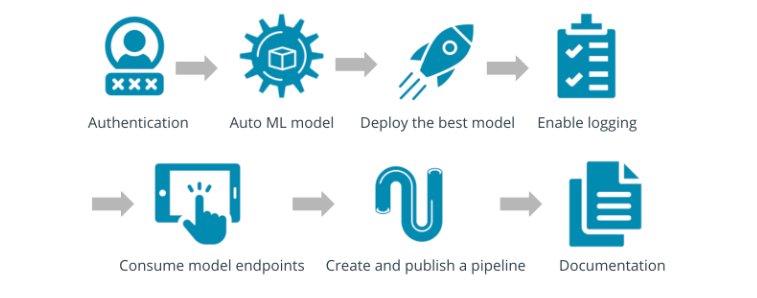 Authentication
Auto ML model
Deploy the best model
Enable logging
Consume model endpoints
Create and publish a pipeline
Documentation